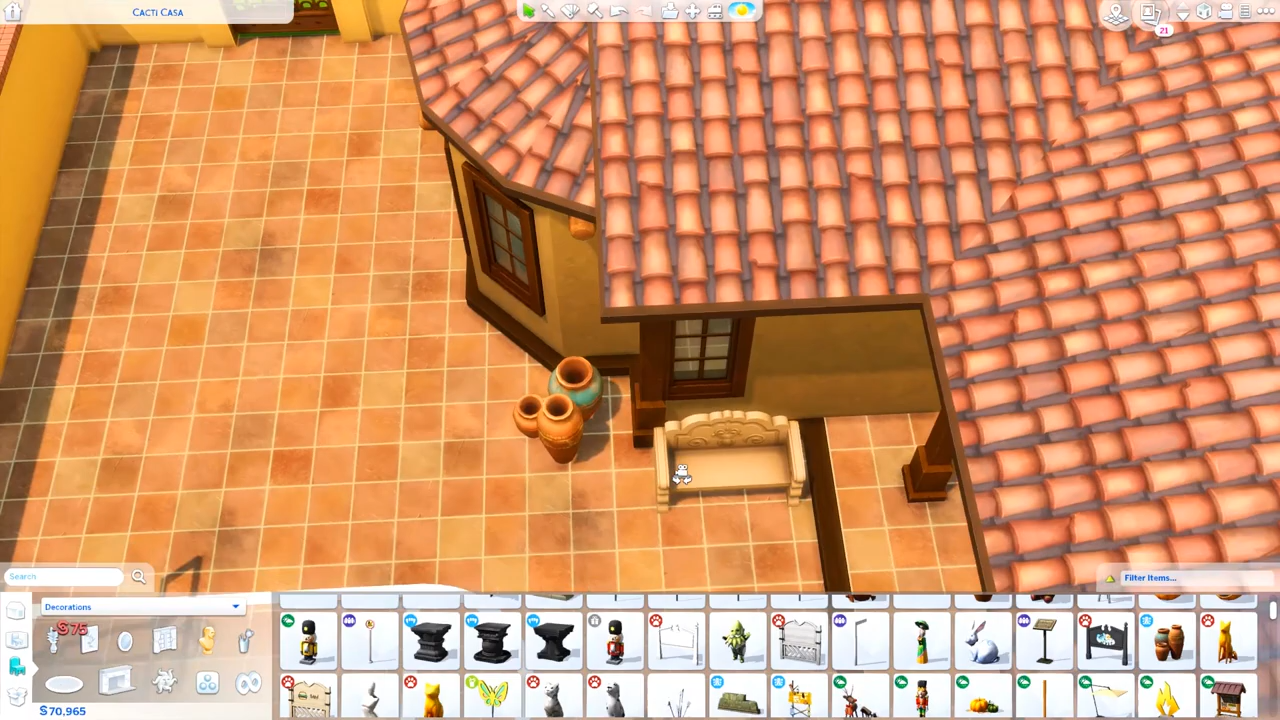 CACTI CASA
21
Search
Filter Items...
Decorations
$75
$70,965